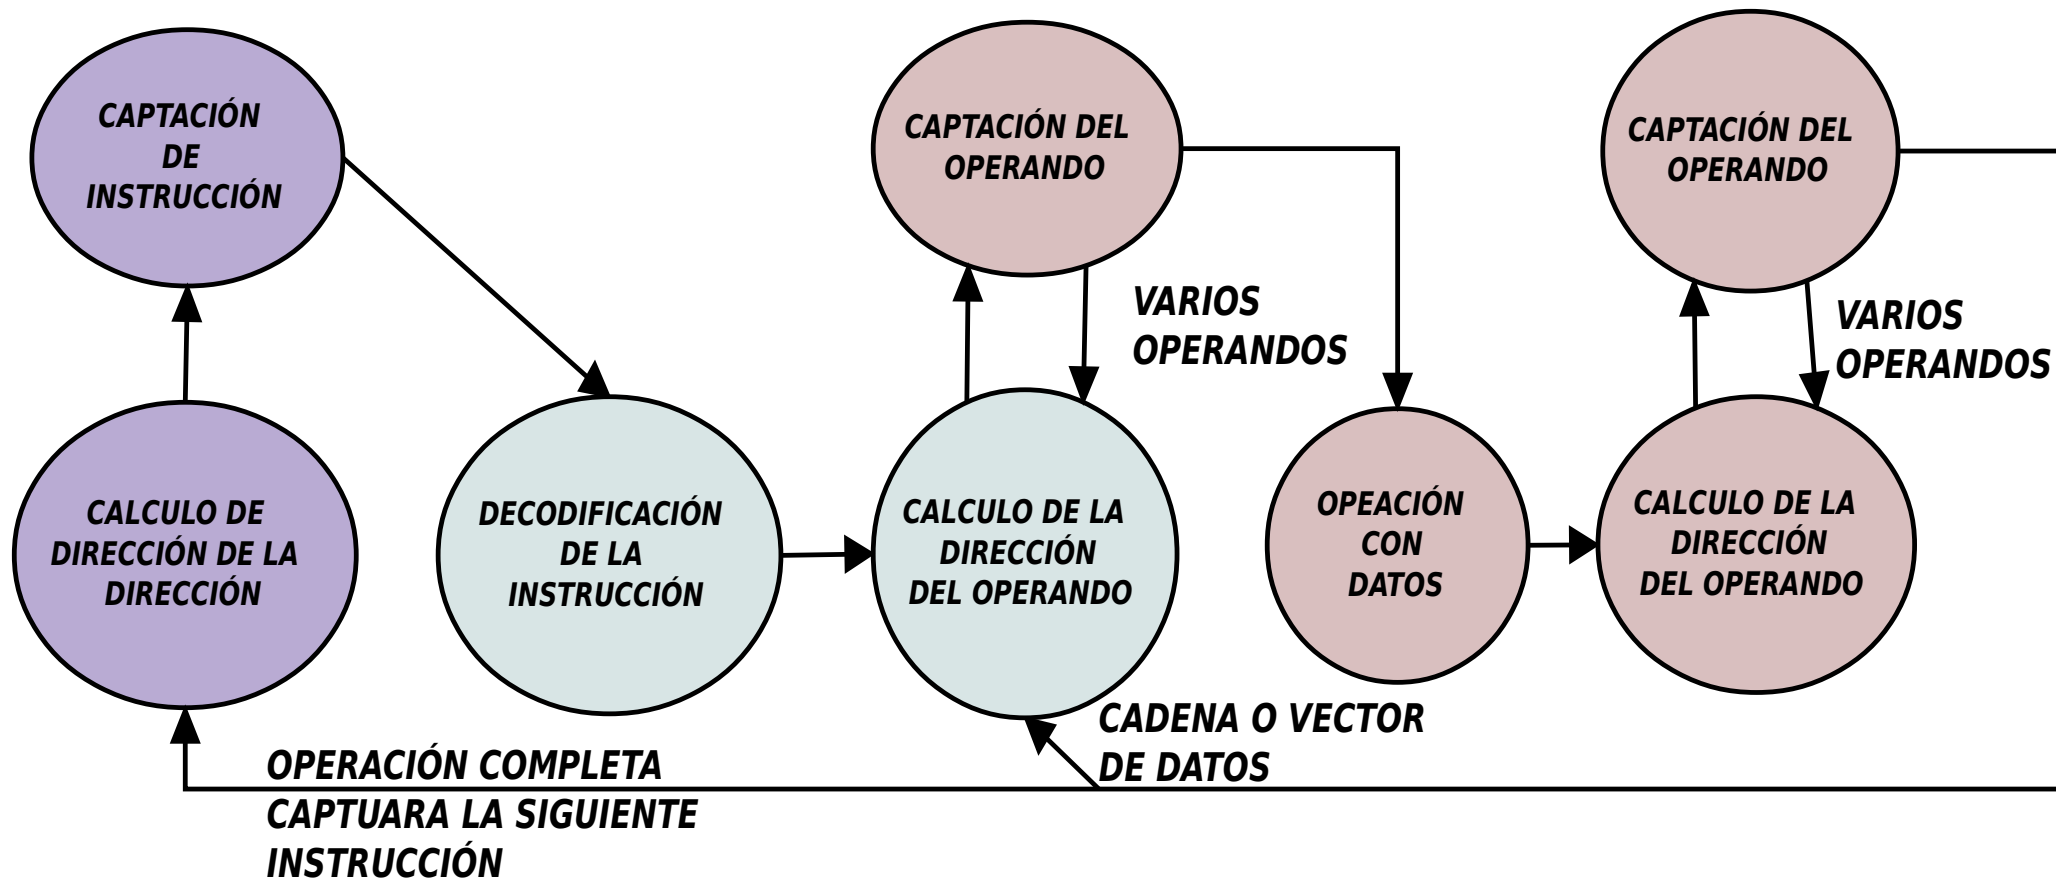 CAPTACIÓN
DE
INSTRUCCIÓN
CAPTACIÓN DEL
OPERANDO
CAPTACIÓN DEL
OPERANDO
VARIOS
OPERANDOS
VARIOS
OPERANDOS
CALCULO DE
DIRECCIÓN DE LA
DIRECCIÓN
DECODIFICACIÓN
DE LA
INSTRUCCIÓN
CALCULO DE LA
DIRECCIÓN
DEL OPERANDO
OPEACIÓN
CON
DATOS
CALCULO DE LA
DIRECCIÓN
DEL OPERANDO
CADENA O VECTOR
DE DATOS
OPERACIÓN COMPLETA
CAPTUARA LA SIGUIENTE
INSTRUCCIÓN